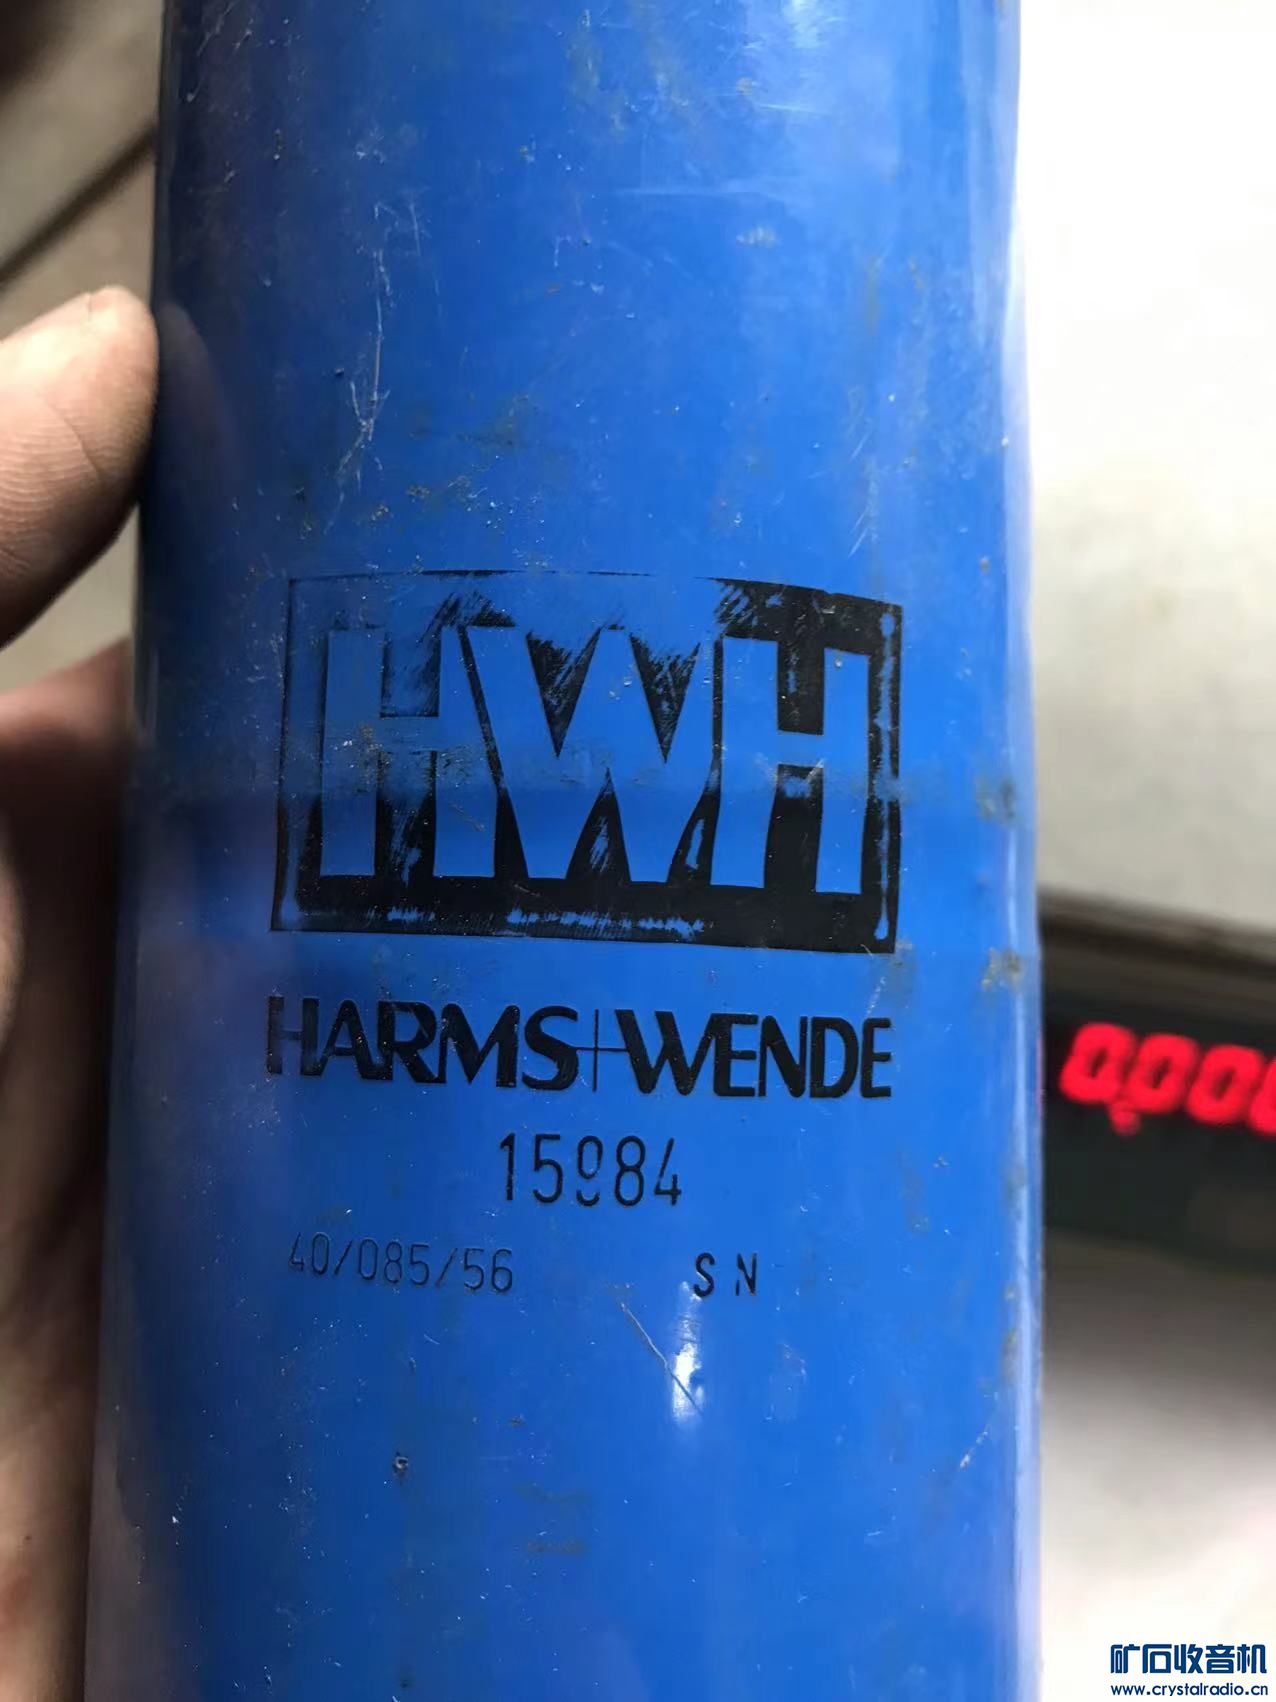 HWH
HARMS+WENDE
15984
40/085/56 SN
矿石收音机
www.crystalradio.cn